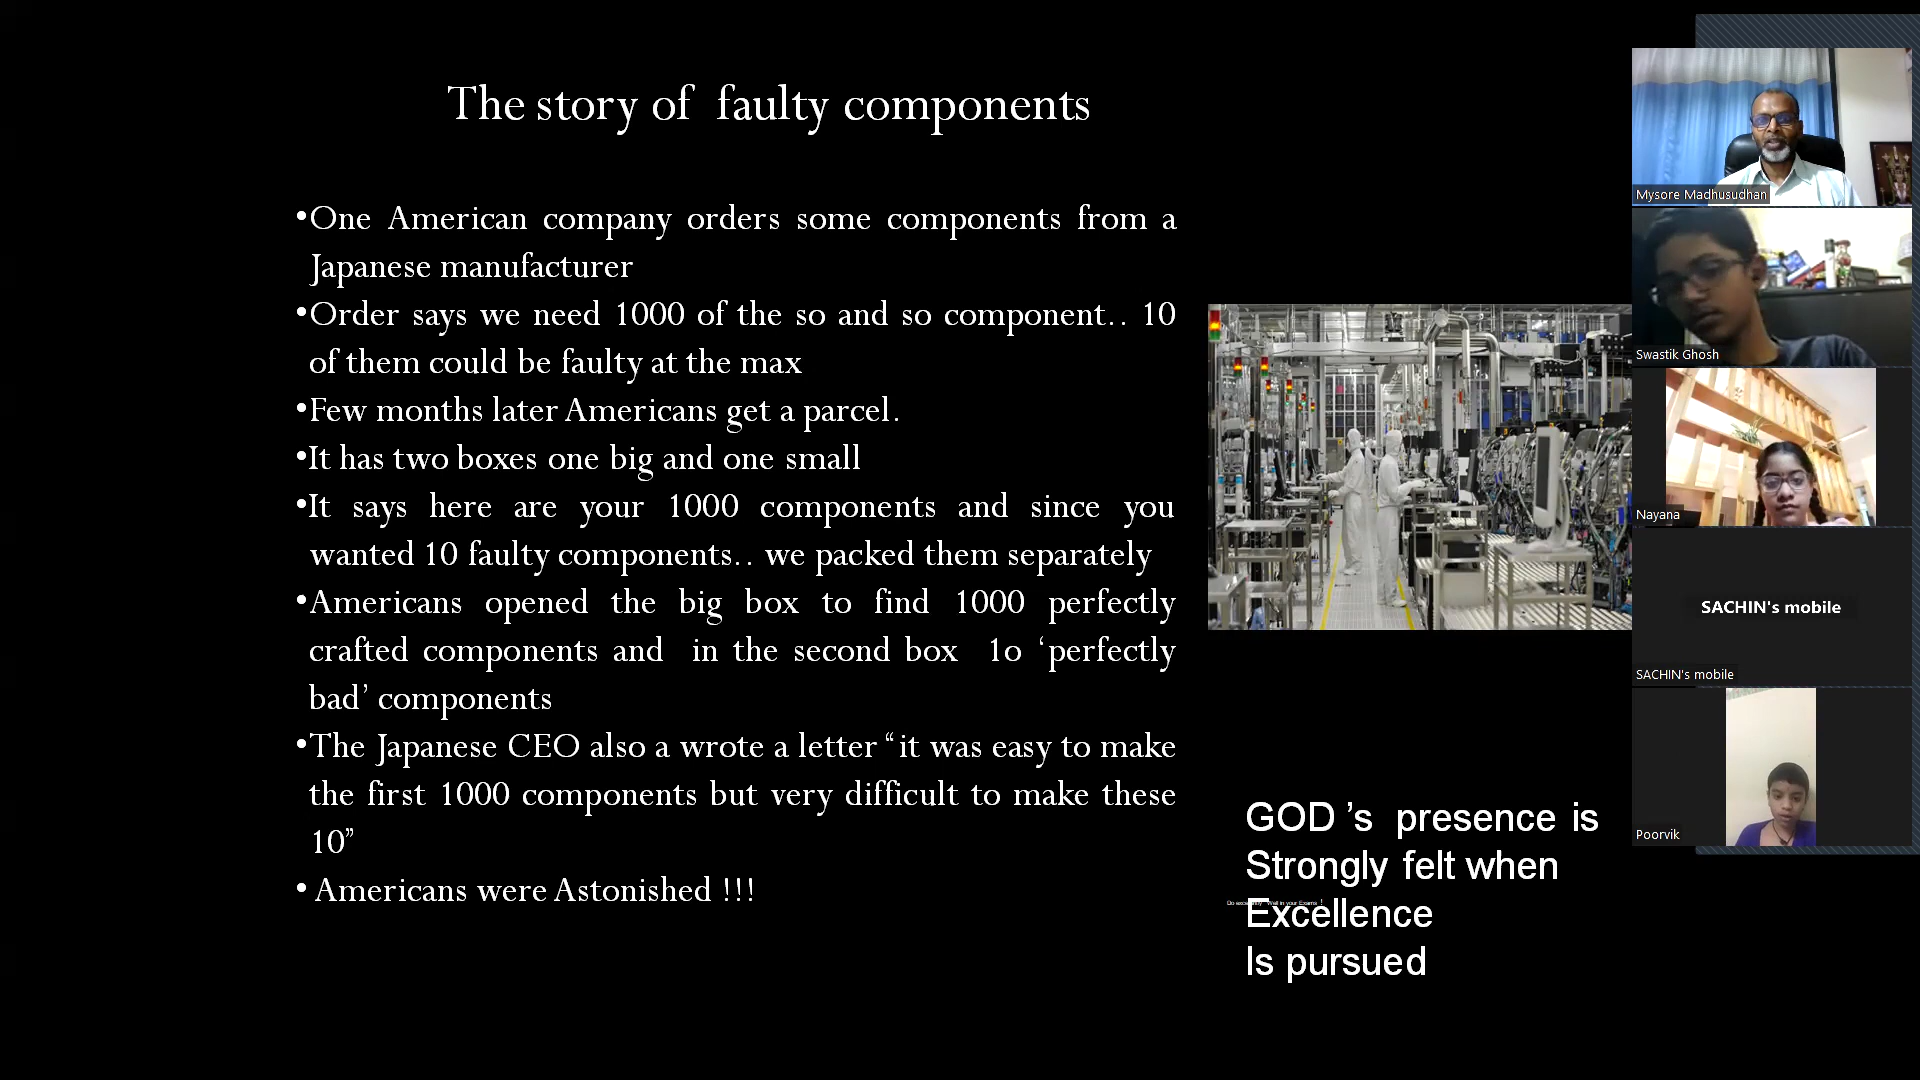 The story of faulty components
•One American company orders some components from a
Japanese manufacturer
•Order says we need 1000 of the so and so component.. 10
of them could be faulty at the max
•Few months later Americans get a parcel.
•It has two boxes one big and one small
•It says here are your 1000 components and since you
wanted 10 faulty components.. we packed them separately
•Americans opened the big box to find 1000 perfectly
crafted components and in the second box 1o ‘perfectly
bad’ components
•The Japanese CEO also a wrote a letter “it was easy to make
the first 1000 components but very difficult to make these
10”
• Americans were Astonished !!!
GOD ’s presence is
Strongly felt when
Excellence
Is pursued
Well in your Exams !
Mysore Madhusudhan
Swastik Ghosh
Nayana
SACHIN's mobile
SACHIN's mobile
Poorvik